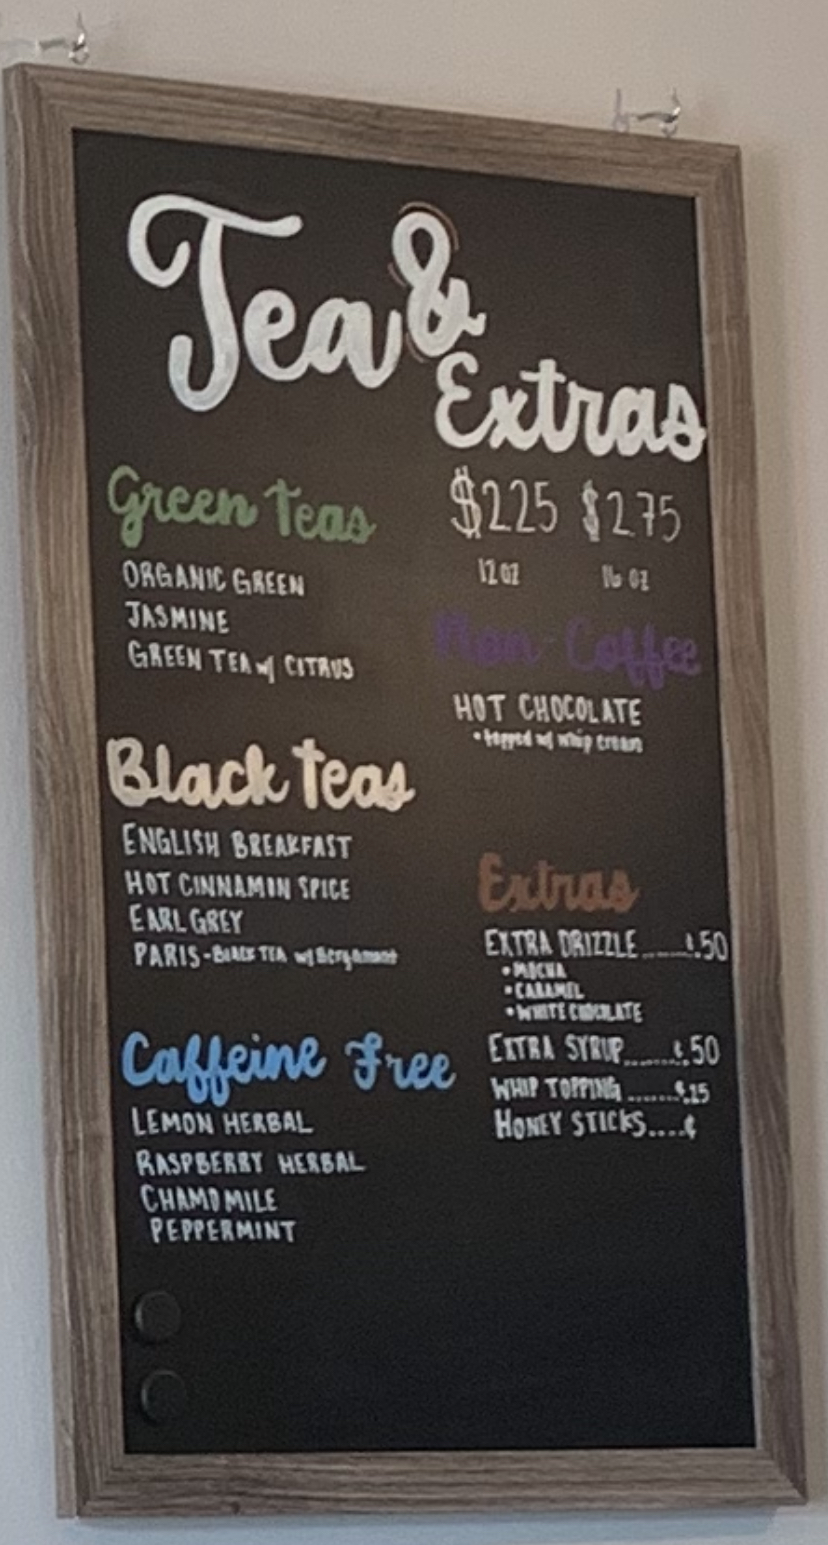 Tea &
Extras
Green Teas
ORGANIC GREEN
JASMINE
GREEN TEA w/ CITRUS
Black Teas
ENGLISH BREAKFAST
HOT CINNAMON SPICE
EARL GREY
PARIS-BLACK TEA w/ Bergamont
Caffeine Free
LEMON HERBAL
RASPBERRY HERBAL
CHAMOMILE
PEPPERMINT
$2.25 $2.75
12 oz 16 oz
Non-Coffee
HOT CHOCOLATE
• topped w/ whip cream
Extras
EXTRA DRIZZLE......$.50
• MOCHA
• CARAMEL
• WHITE CHOCOLATE
EXTRA SYRUP.......$.50
WHIP TOPPING.......$.25
HONEY STICKS....¢